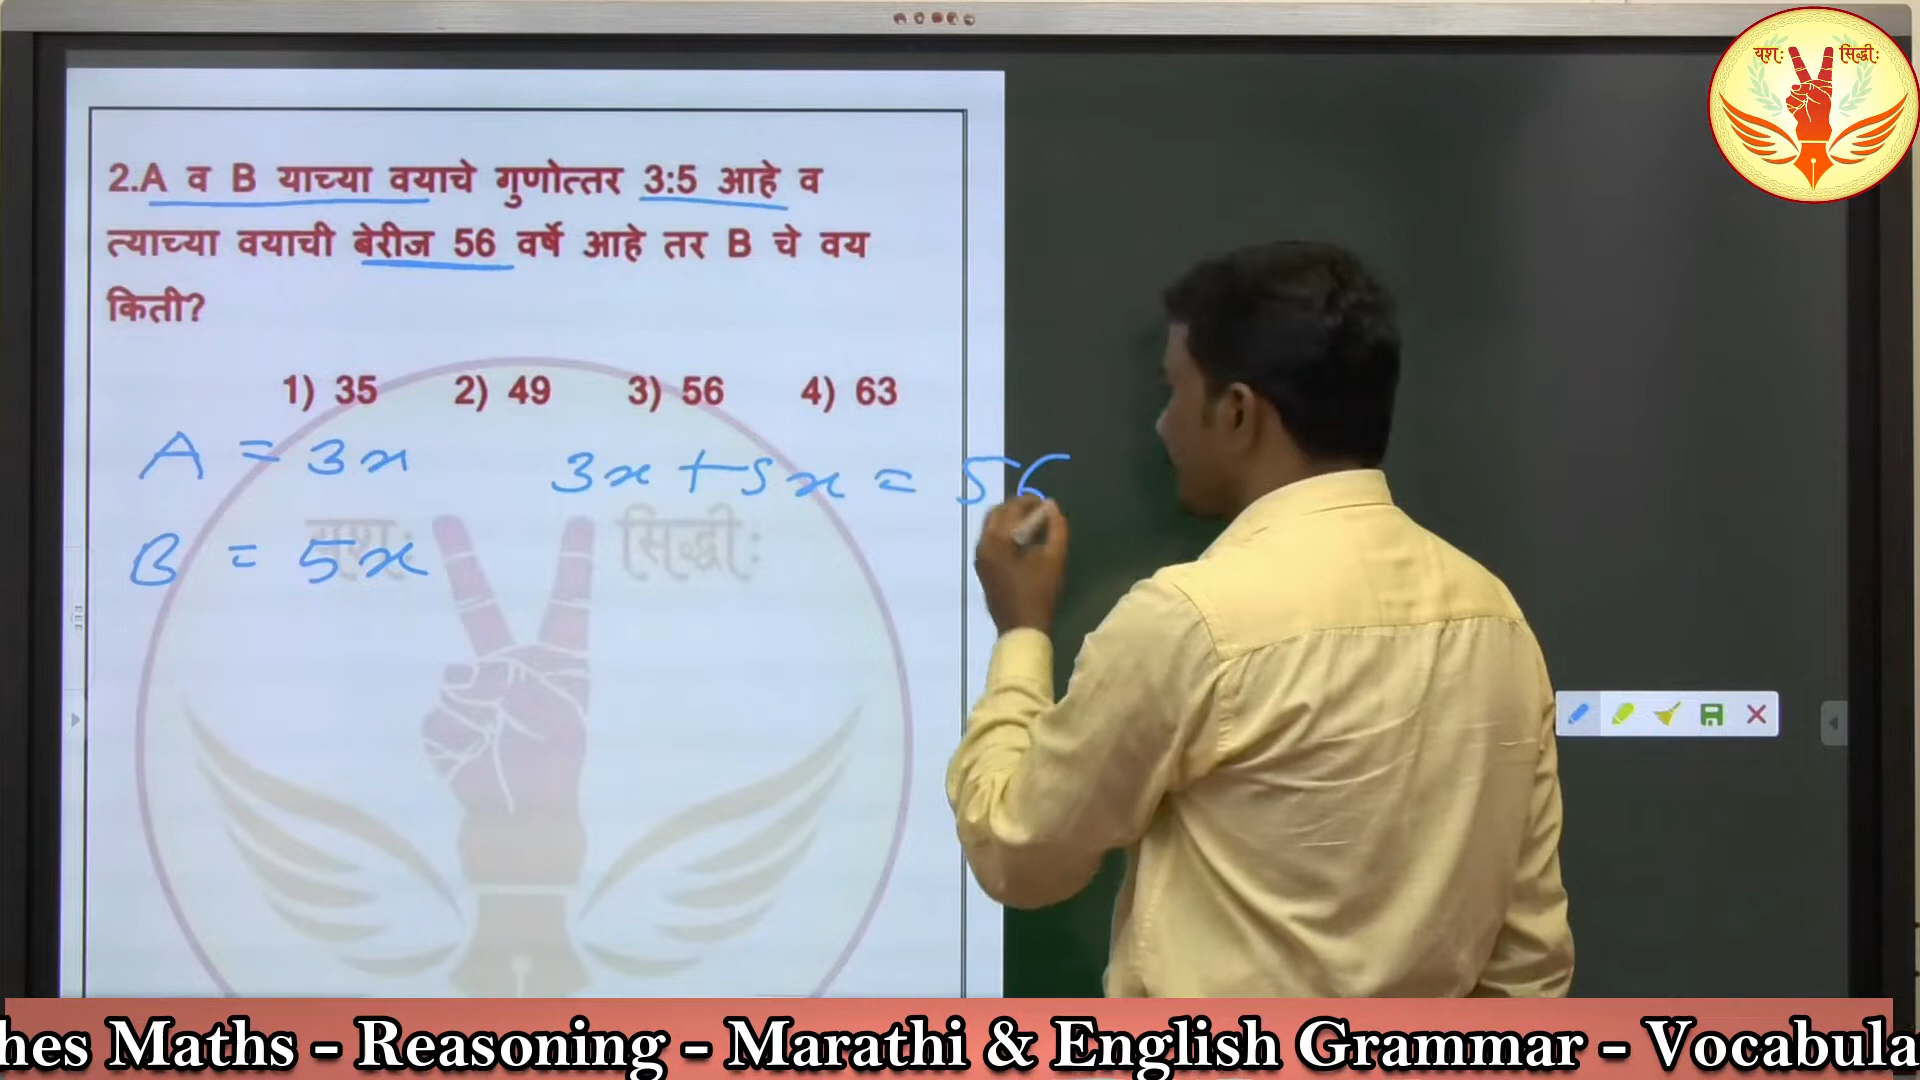 यशः सिद्धीः
2.A व B याच्या वयाचे गुणोत्तर 3:5 आहे व
त्याच्या वयाची बेरीज 56 वर्षे आहे तर B चे वय
किती?
1) 35 2) 49 3) 56 4) 63
A = 3x
3x + 5x = 56
B = 5x
यशः सिद्धीः
hes Maths - Reasoning - Marathi & English Grammar - Vocabula